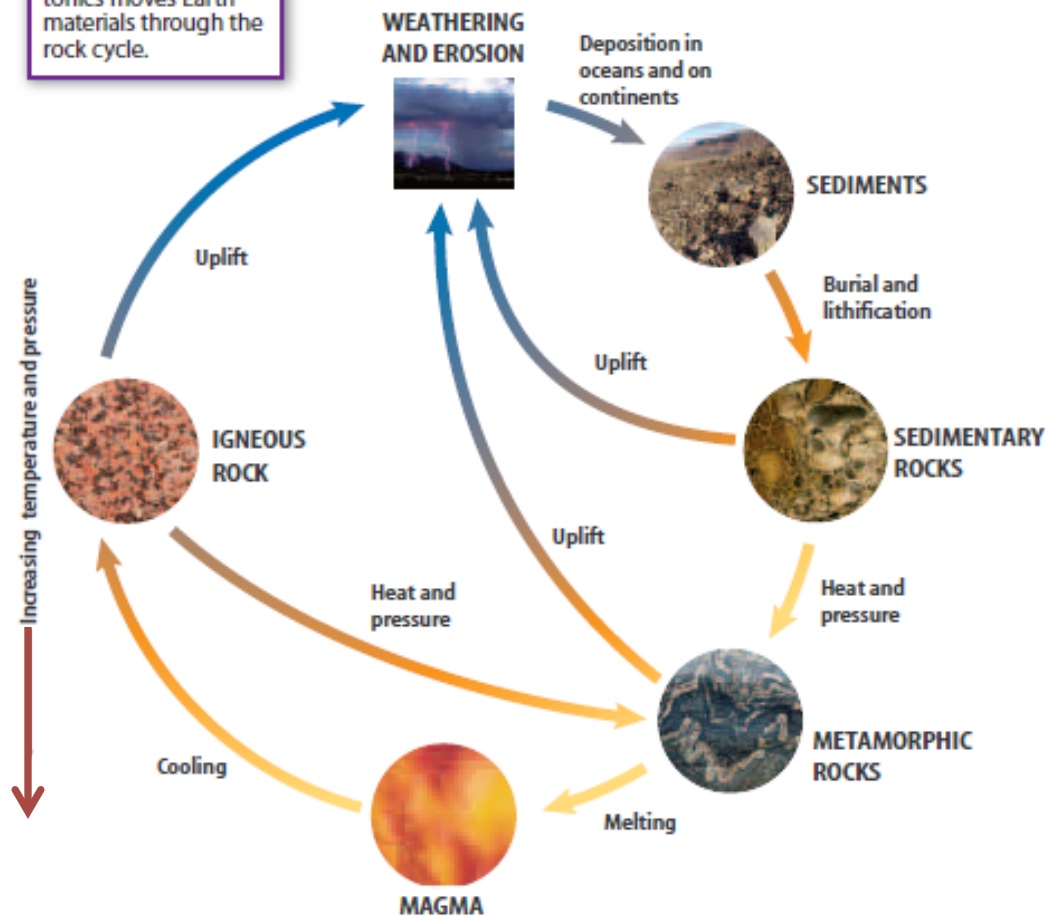 materials through the
rock cycle.
WEATHERING
AND EROSION
Deposition in
oceans and on
continents
SEDIMENTS
Uplift
Burial and
lithification
Uplift
Increasing temperature and pressure
IGNEOUS
ROCK
SEDIMENTARY
ROCKS
Uplift
Heat and
pressure
Heat and
pressure
METAMORPHIC
ROCKS
Cooling
Melting
MAGMA